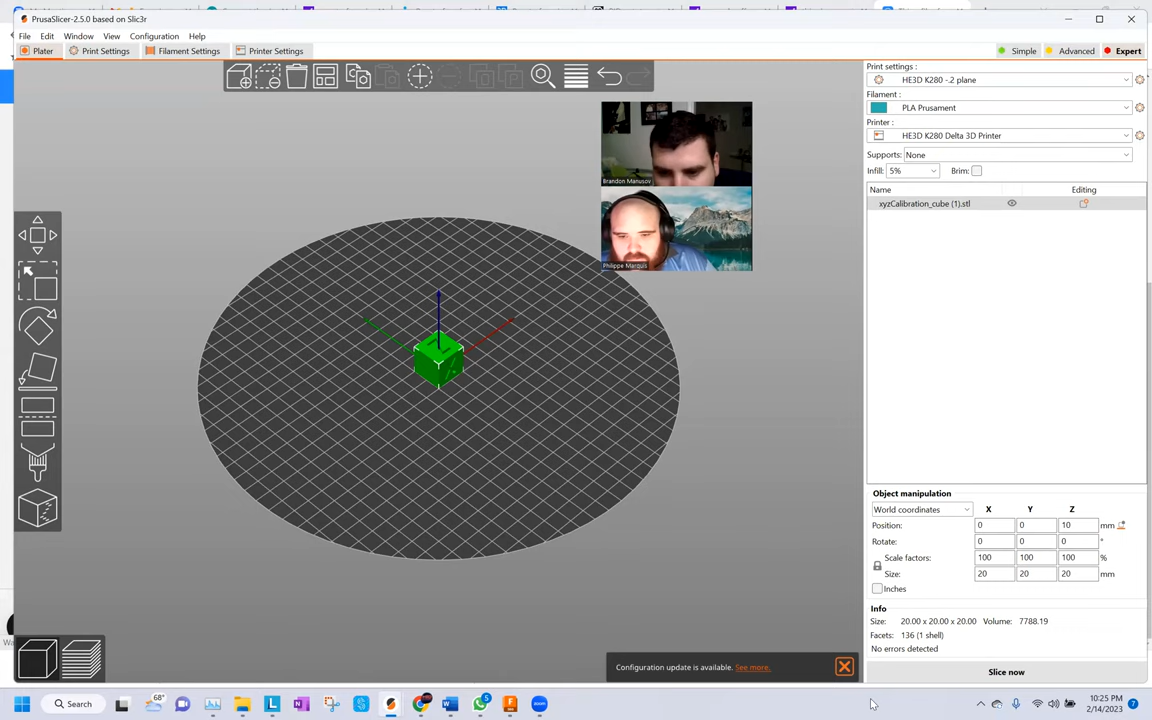 PrusaSlicer-2.5.0 based on Slic3r
File Edit Window View Configuration Help
Plater Print Settings Filament Settings Printer Settings Simple Advanced Expert
Print settings :
HE3D K280 - 2 plane
Filament :
PLA Prusament
Printer :
HE3D K280 Delta 3D Printer
Supports: None
Infill: 5% Brim:
Name Editing
xyzCalibration_cube (1).stl
Brandon Manusov
Philippe Marquis
Object manipulation
World coordinates X Y Z
Position: 0 0 10 mm
Rotate: 0 0 0 °
Scale factors: 100 100 100 %
Size: 20 20 20 mm
Inches
Info
Size: 20.00 x 20.00 x 20.00 Volume: 7788.19
Facets: 136 (1 shell)
No errors detected
Configuration update is available. See more.
Slice now
68°
Search
5
10:25 PM
2/14/2023
7